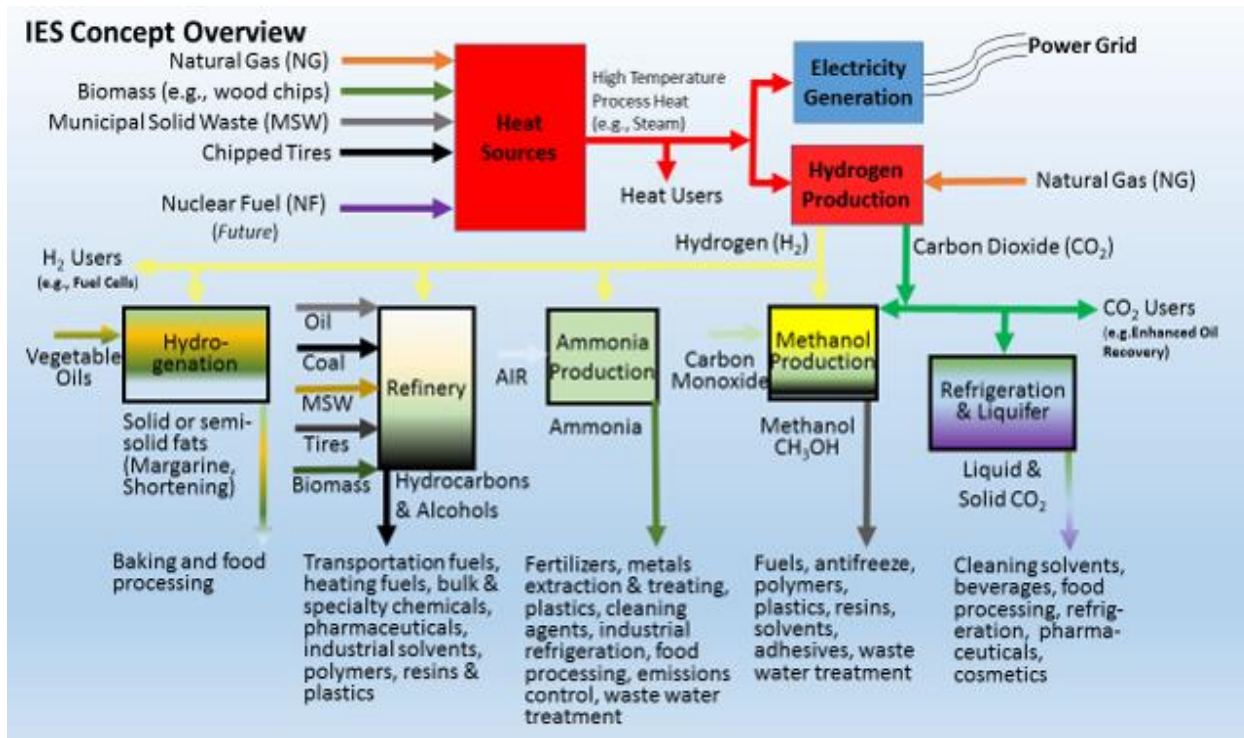 IES Concept Overview
Natural Gas (NG)
Biomass (e.g., wood chips)
Municipal Solid Waste (MSW)
Chipped Tires
Nuclear Fuel (NF)
(Future)
Heat
Sources
High Temperature
Process Heat
(e.g., Steam)
Heat Users
Electricity
Generation
Power Grid
Hydrogen
Production
Natural Gas (NG)
Hydrogen (H₂)
Carbon Dioxide (CO₂)
H₂ Users
(e.g., Fuel Cells)
CO₂ Users
(e.g.Enhanced Oil
Recovery)
Vegetable
Oils
Hydro-
genation
Solid or semi-
solid fats
(Margarine,
Shortening)
Baking and food
processing
Oil
Coal
MSW
Tires
Biomass
Refinery
Hydrocarbons
& Alcohols
Transportation fuels,
heating fuels, bulk &
specialty chemicals,
pharmaceuticals,
industrial solvents,
polymers, resins &
plastics
AIR
Ammonia
Production
Ammonia
Fertilizers, metals
extraction & treating,
plastics, cleaning
agents, industrial
refrigeration, food
processing, emissions
control, waste water
treatment
Carbon
Monoxide
Methanol
Production
Methanol
CH₃OH
Fuels, antifreeze,
polymers,
plastics, resins,
solvents,
adhesives, waste
water treatment
Refrigeration
& Liquifer
Liquid &
Solid CO₂
Cleaning solvents,
beverages, food
processing, refrig-
eration, pharma-
ceuticals,
cosmetics